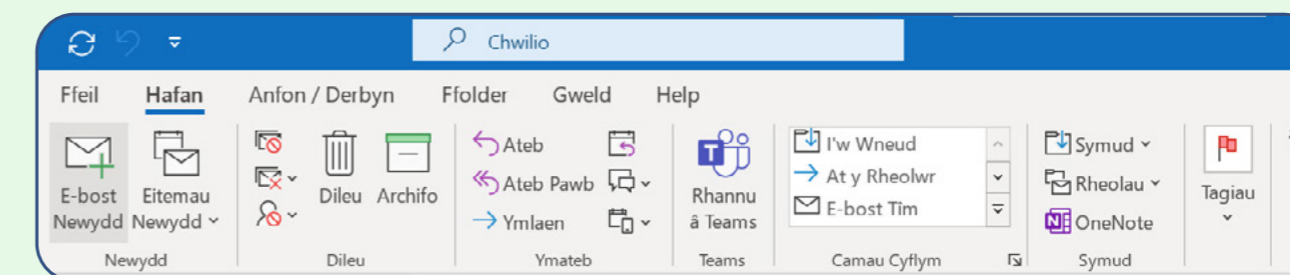 Chwilio
Ffeil Hafan Anfon / Derbyn Ffolder Gweld Help
E-bost Newydd
Eitemau Newydd
Dileu
Archifo
Ateb
Ateb Pawb
Ymlaen
Rhannu â Teams
I'w Wneud
At y Rheolwr
E-bost Tîm
Symud
Rheolau
OneNote
Tagiau
Newydd Dileu Ymateb Teams Camau Cyflym Symud